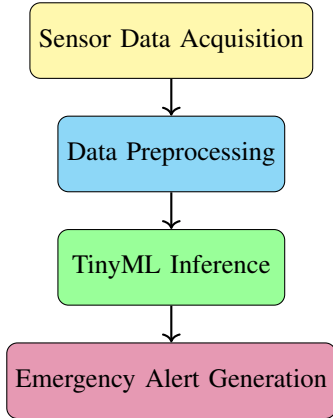 Sensor Data Acquisition
Data Preprocessing
TinyML Inference
Emergency Alert Generation